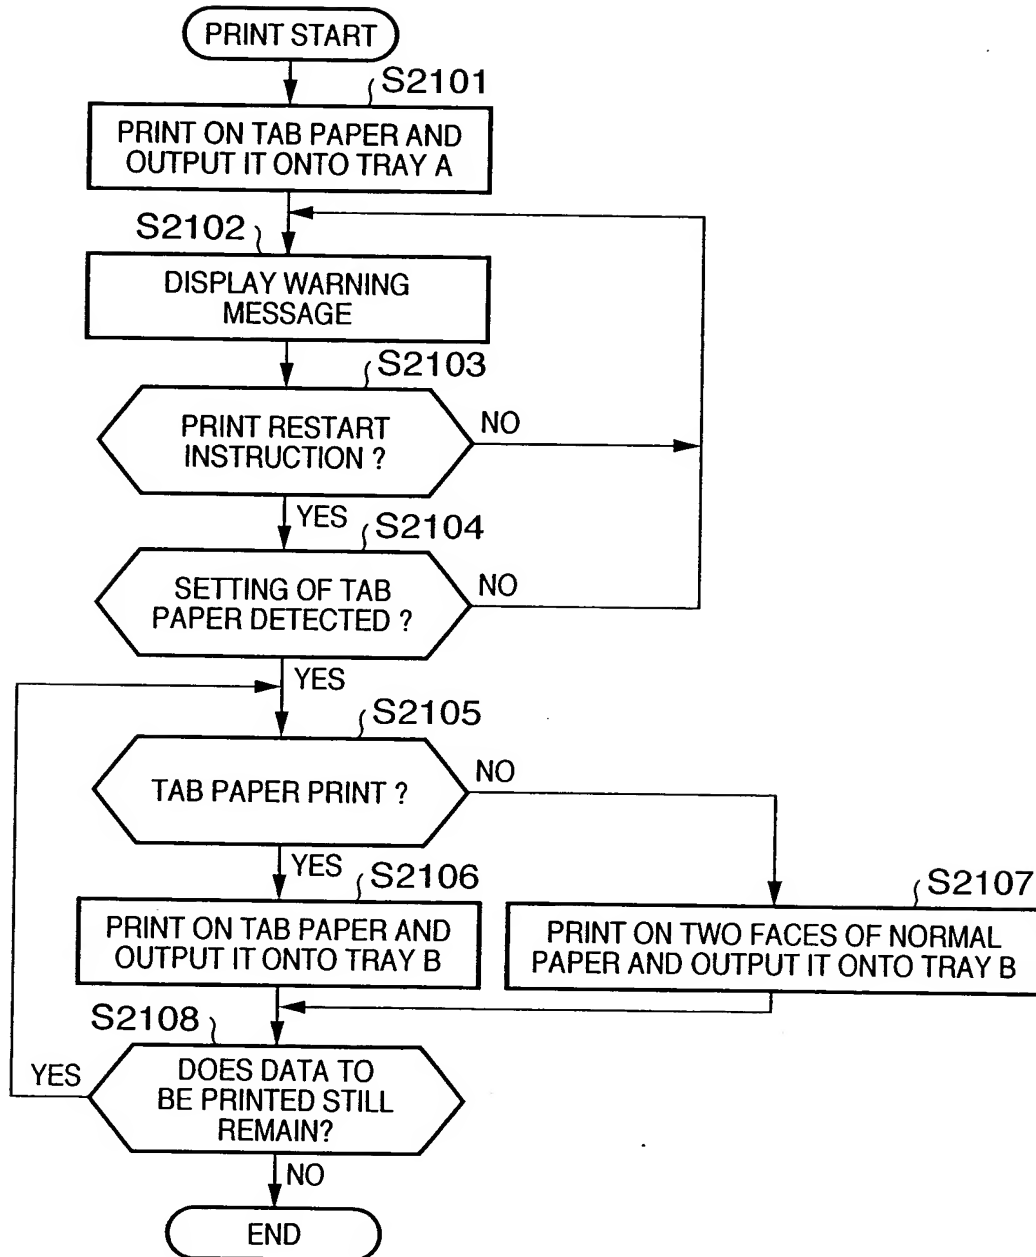 PRINT START
S2101
PRINT ON TAB PAPER AND
OUTPUT IT ONTO TRAY A
S2102
DISPLAY WARNING
MESSAGE
S2103
PRINT RESTART
INSTRUCTION ?
NO
YES
S2104
SETTING OF TAB
PAPER DETECTED ?
NO
YES
S2105
TAB PAPER PRINT ?
NO
YES
S2106
PRINT ON TAB PAPER AND
OUTPUT IT ONTO TRAY B
S2107
PRINT ON TWO FACES OF NORMAL
PAPER AND OUTPUT IT ONTO TRAY B
S2108
YES
DOES DATA TO
BE PRINTED STILL
REMAIN?
NO
END